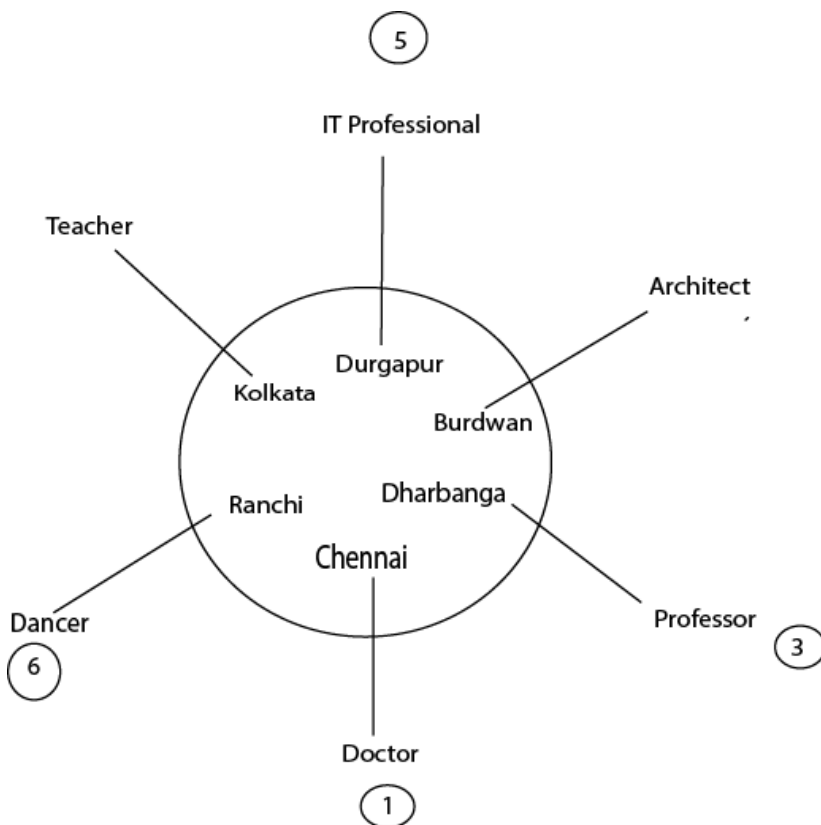 5
IT Professional
Teacher
Architect
Durgapur
Kolkata
Burdwan
Dharbanga
Ranchi
Chennai
Dancer
Professor
3
6
Doctor
1